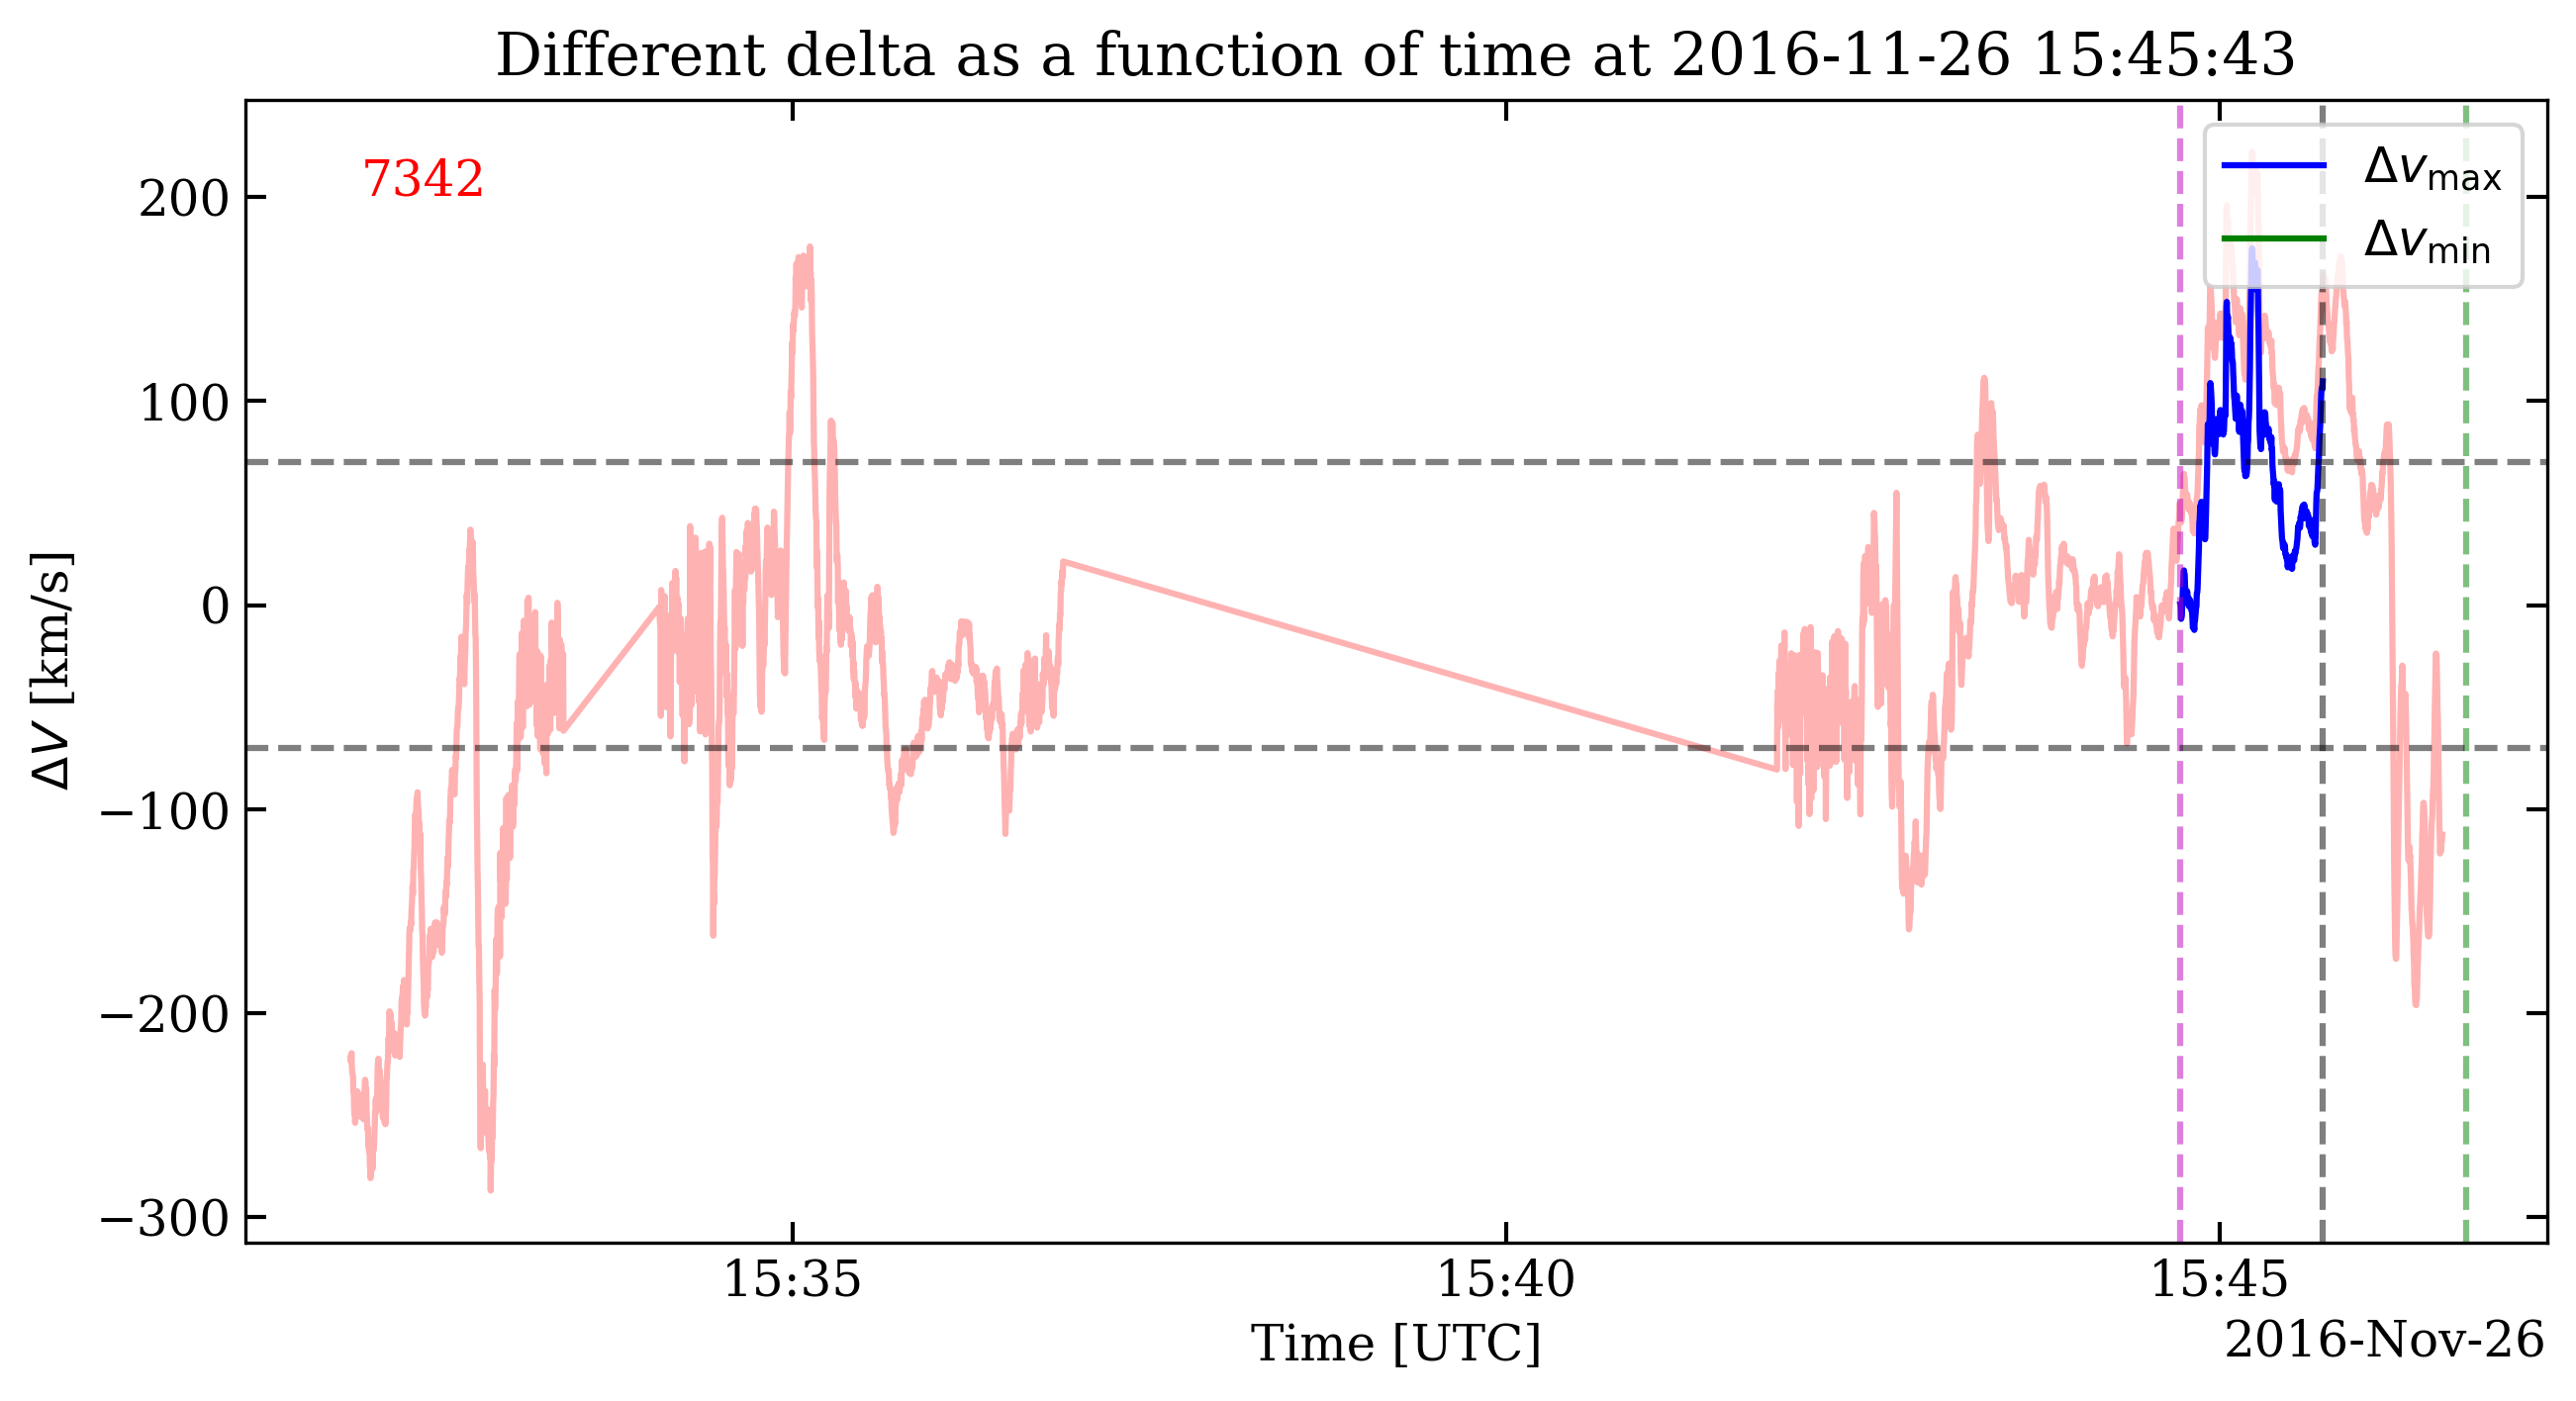 Different delta as a function of time at 2016-11-26 15:45:43
7342
Δvmax
Δvmin
200
100
0
−100
−200
−300
ΔV [km/s]
15:35
15:40
15:45
Time [UTC]
2016-Nov-26